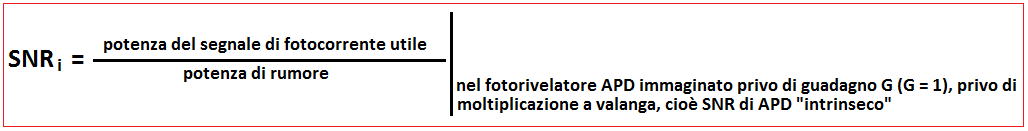 potenza del segnale di fotocorrente utile
SNR i =
potenza di rumore
nel fotorivelatore APD immaginato privo di guadagno G (G = 1), privo di
moltiplicazione a valanga, cioè SNR di APD "intrinseco"